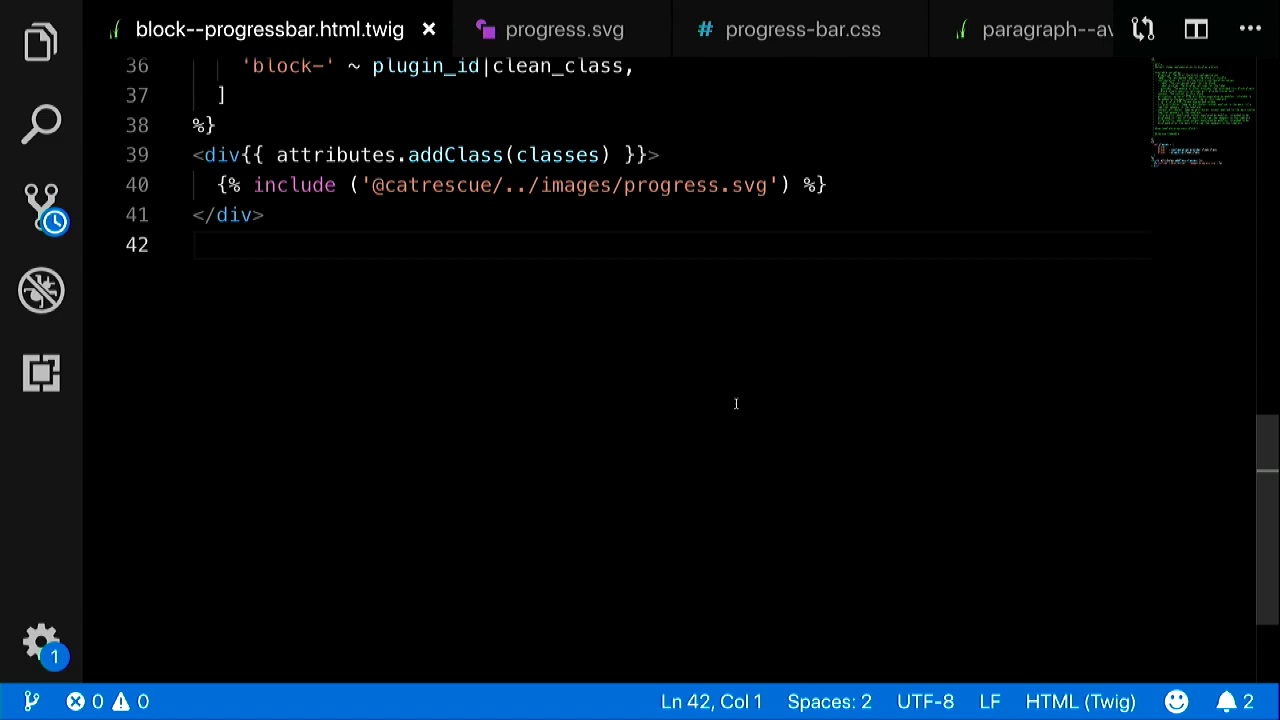 block--progressbar.html.twig
progress.svg
# progress-bar.css
paragraph--av
36 'block-' ~ plugin_id|clean_class,
37 ]
38 %}
39 <div{{ attributes.addClass(classes) }}>
40 {% include ('@catrescue/../images/progress.svg') %}
41 </div>
42
1
0 0 Ln 42, Col 1 Spaces: 2 UTF-8 LF HTML (Twig) 2